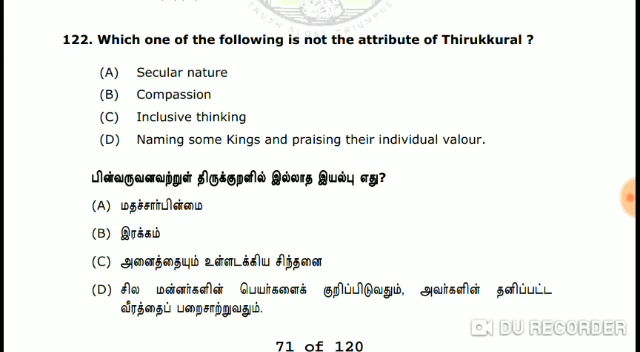 122. Which one of the following is not the attribute of Thirukkural ?
(A) Secular nature
(B) Compassion
(C) Inclusive thinking
(D) Naming some Kings and praising their individual valour.
பின்வருவனவற்றுள் திருக்குறளில் இல்லாத இயல்பு எது?
(A) மதச்சார்பின்மை
(B) இரக்கம்
(C) அனைத்தையும் உள்ளடக்கிய சிந்தனை
(D) சில மன்னர்களின் பெயர்களைக் குறிப்பிடுவதும், அவர்களின் தனிப்பட்ட
வீரத்தைப் பறைசாற்றுவதும்.
DU RECORDER
71 of 120